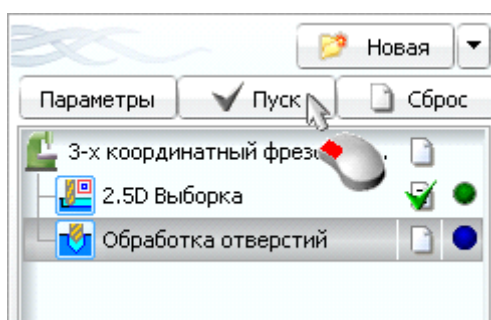 Новая
Параметры Пуск Сброс
3-х координатный фрез
2.5D Выборка
Обработка отверстий